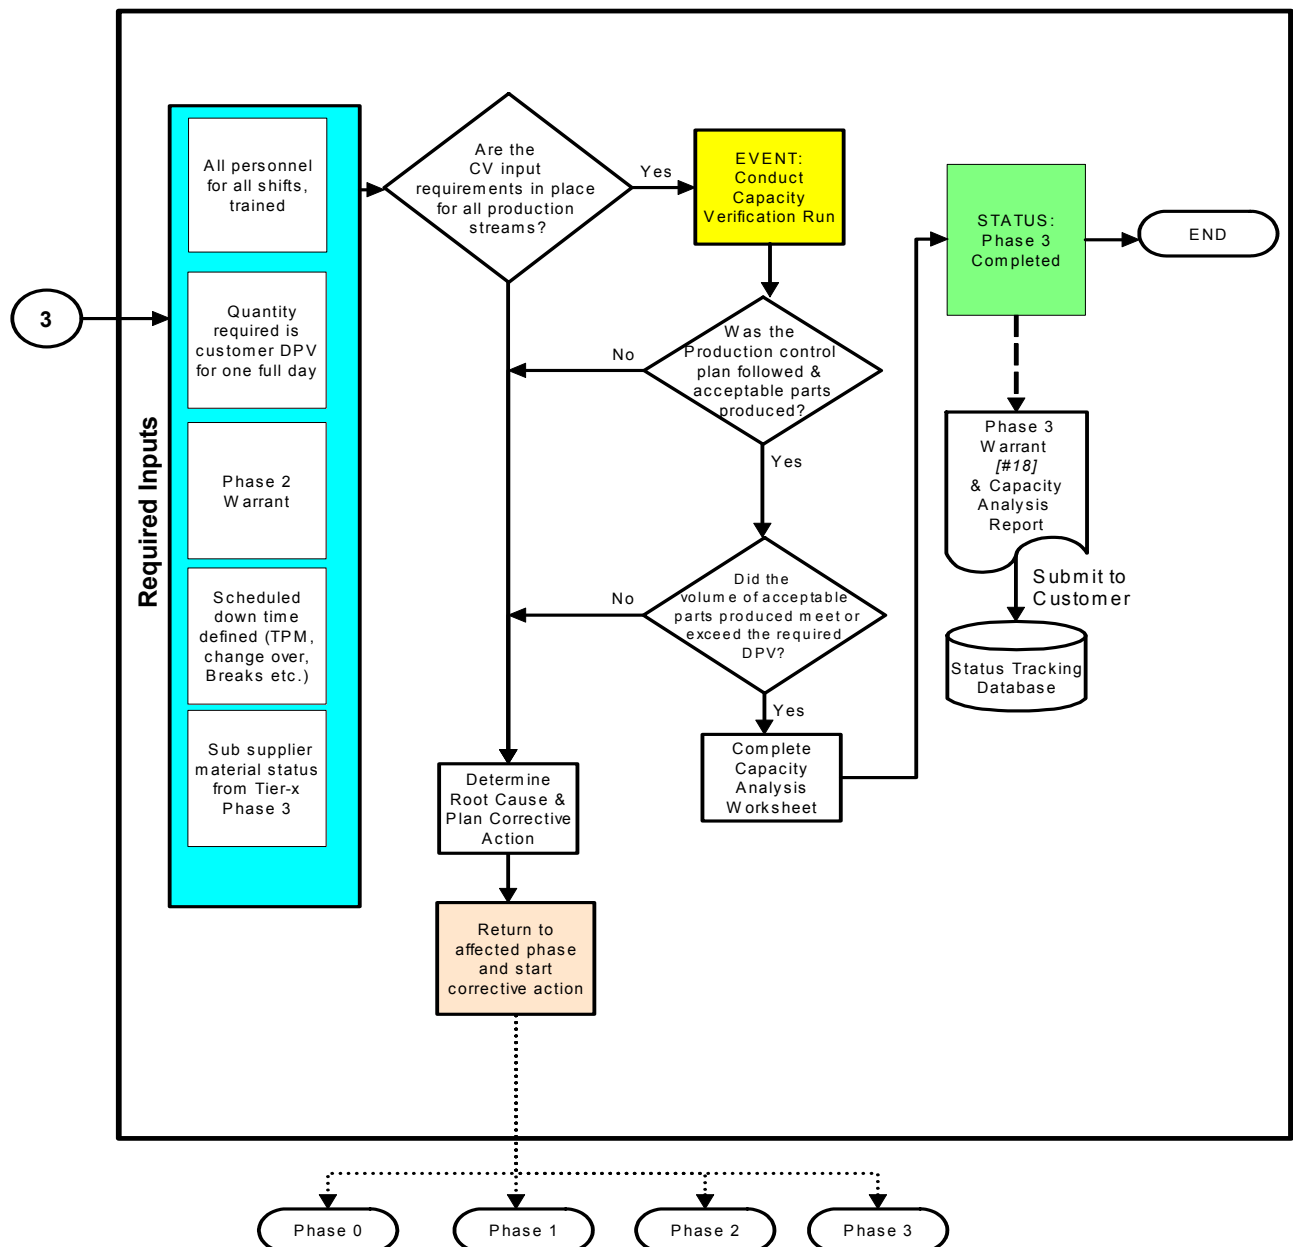 3
Required Inputs
All personnel
for all shifts,
trained
Quantity
required is
customer DPV
for one full day
Phase 2
Warrant
Scheduled
down time
defined (TPM,
change over,
Breaks etc.)
Sub supplier
material status
from Tier-x
Phase 3
Are the
CV input
requirements in place
for all production
streams?
Yes
EVENT:
Conduct
Capacity
Verification Run
No
Was the
Production control
plan followed &
acceptable parts
produced?
Yes
No
Did the
volume of acceptable
parts produced meet or
exceed the required
DPV?
Yes
Complete
Capacity
Analysis
Worksheet
Determine
Root Cause &
Plan Corrective
Action
Return to
affected phase
and start
corrective action
STATUS:
Phase 3
Completed
END
Phase 3
Warrant
[#18]
& Capacity
Analysis
Report
Submit to
Customer
Status Tracking
Database
Phase 0
Phase 1
Phase 2
Phase 3